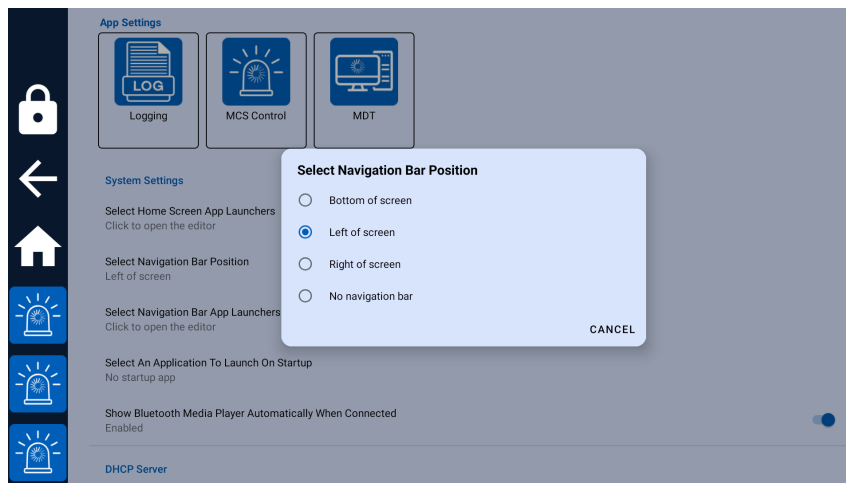 App Settings
LOG
Logging
MCS Control
MDT
System Settings
Select Home Screen App Launchers
Click to open the editor
Select Navigation Bar Position
Left of screen
Select Navigation Bar App Launchers
Click to open the editor
Select An Application To Launch On Startup
No startup app
Show Bluetooth Media Player Automatically When Connected
Enabled
DHCP Server
Select Navigation Bar Position
Bottom of screen
Left of screen
Right of screen
No navigation bar
CANCEL